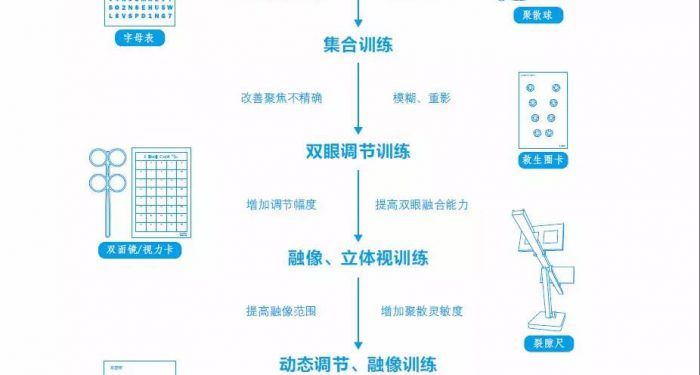 SQ2NEHUSW
L8VSPD1NG7
字母表
聚散球
集合训练
改善聚焦不精确
模糊、重影
救生圈卡
双眼调节训练
增加调节幅度
提高双眼融合能力
双面镜/视力卡
融像、立体视训练
提高融像范围
增加聚散灵敏度
裂隙尺
动态调节、融像训练